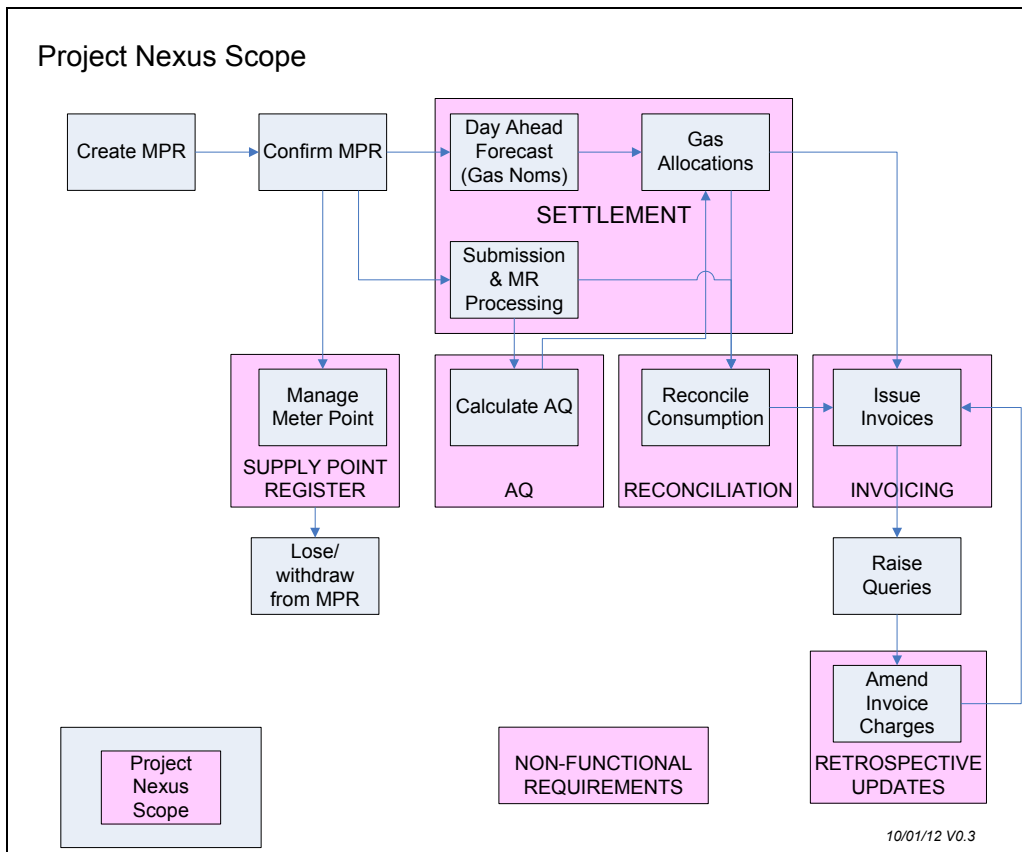 Project Nexus Scope
Create MPR
Confirm MPR
Day Ahead
Forecast
(Gas Noms)
Gas
Allocations
SETTLEMENT
Submission
& MR
Processing
Manage
Meter Point
SUPPLY POINT
REGISTER
Calculate AQ
AQ
Reconcile
Consumption
RECONCILIATION
Issue
Invoices
INVOICING
Lose/
withdraw
from MPR
Raise
Queries
Amend
Invoice
Charges
RETROSPECTIVE
UPDATES
Project
Nexus
Scope
NON-FUNCTIONAL
REQUIREMENTS
10/01/12 V0.3